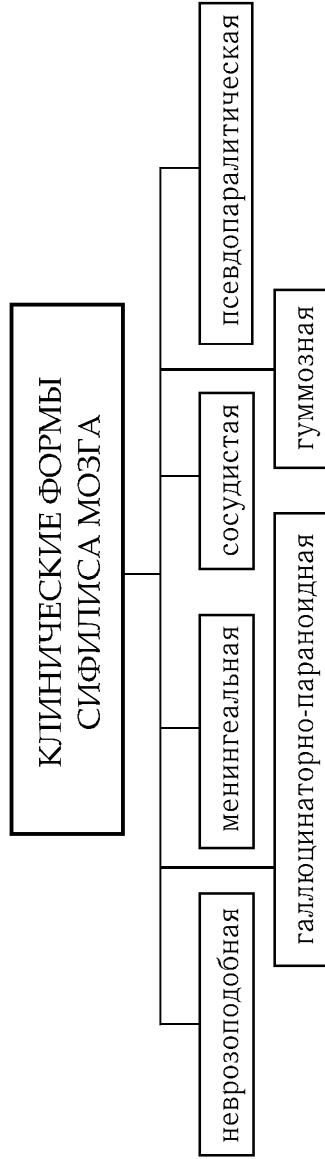 КЛИНИЧЕСКИЕ ФОРМЫ
СИФИЛИСА МОЗГА
неврозоподобная
менингеальная
сосудистая
псевдопаралитическая
галлюцинаторно-параноидная
гуммозная